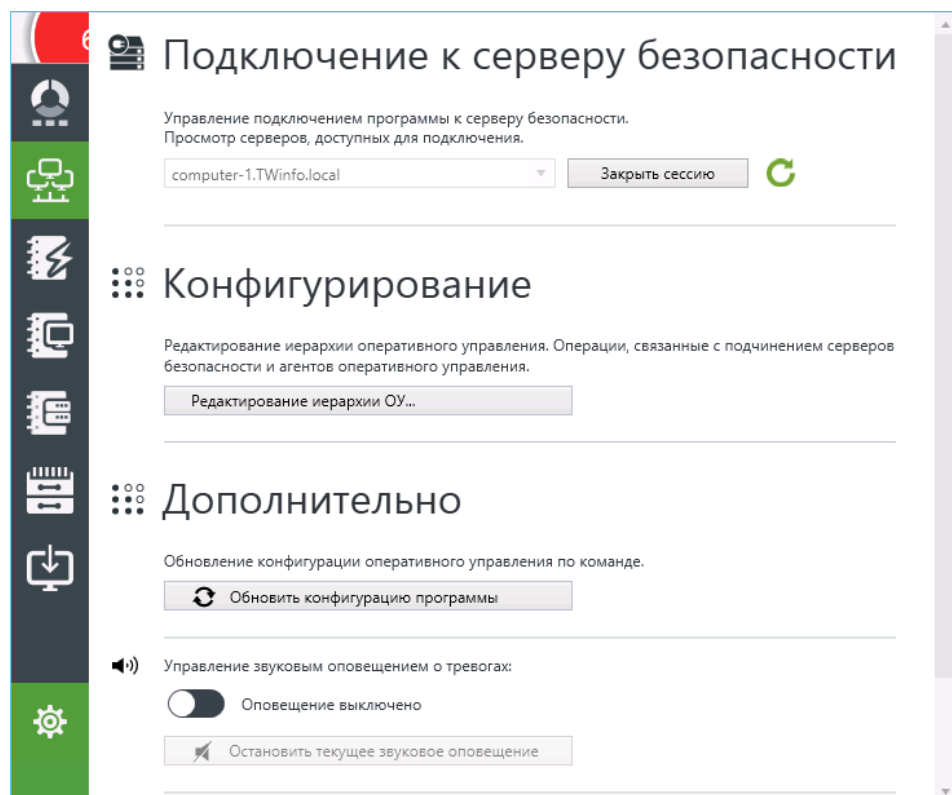 6
Подключение к серверу безопасности
Управление подключением программы к серверу безопасности.
Просмотр серверов, доступных для подключения.
computer-1.TWinfo.local
Закрыть сессию
Конфигурирование
Редактирование иерархии оперативного управления. Операции, связанные с подчинением серверов
безопасности и агентов оперативного управления.
Редактирование иерархии ОУ...
Дополнительно
Обновление конфигурации оперативного управления по команде.
Обновить конфигурацию программы
Управление звуковым оповещением о тревогах:
Оповещение выключено
Остановить текущее звуковое оповещение